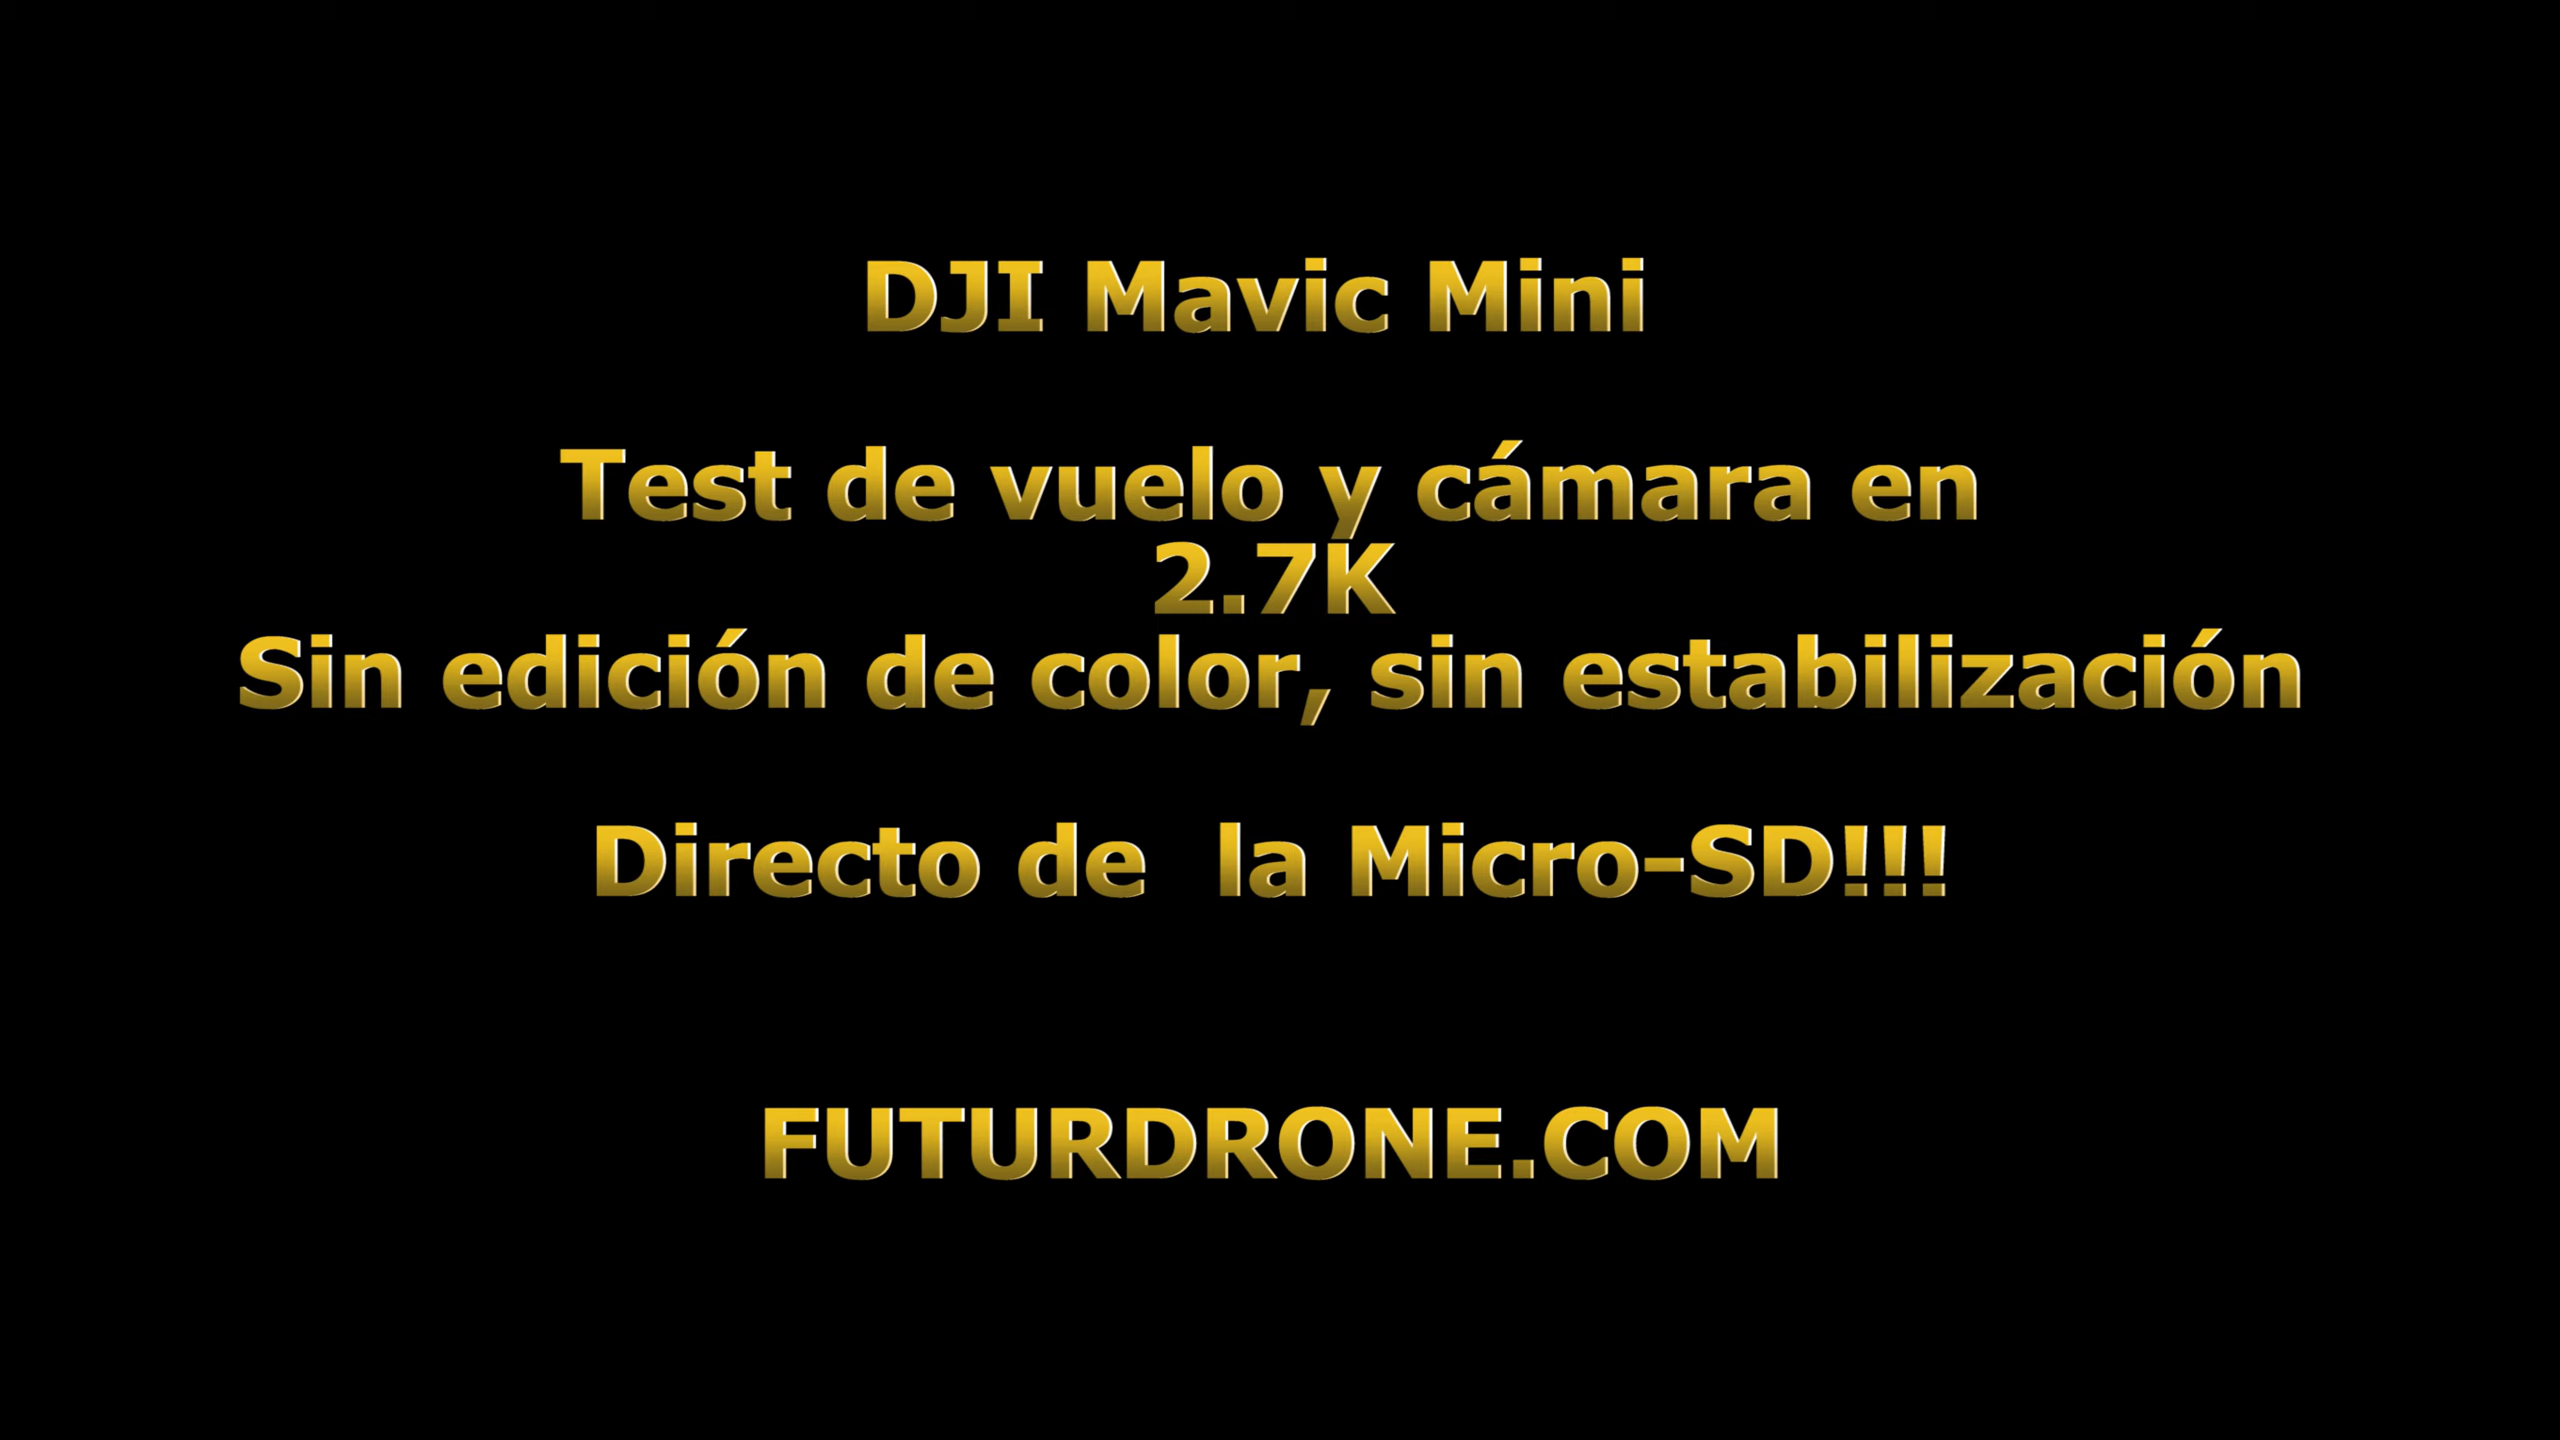 DJI Mavic Mini
Test de vuelo y cámara en
2.7K
Sin edición de color, sin estabilización
Directo de  la Micro-SD!!!
FUTURDRONE.COM